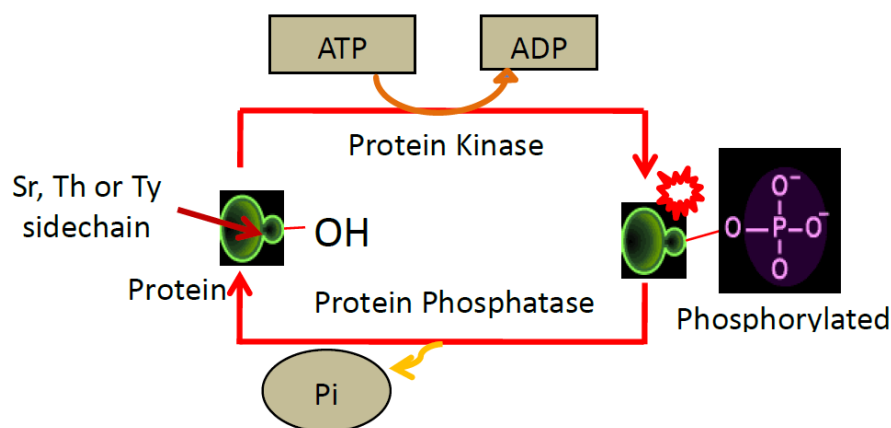 ATP
ADP
Protein Kinase
Sr, Th or Ty
sidechain
OH
O⁻
O—P—O⁻
O
Protein
Protein Phosphatase
Phosphorylated
Pi